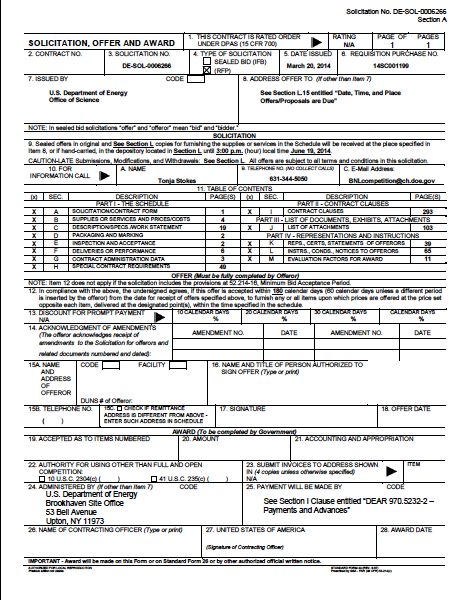 Solicitation No. DE-SOL-0006266
Section A
SOLICITATION, OFFER AND AWARD
1. THIS CONTRACT IS RATED ORDER
UNDER DPAS (15 CFR 700)
RATING
N/A
PAGE OF PAGES
1 1
2. CONTRACT NO.
3. SOLICITATION NO.
DE-SOL-0006266
4. TYPE OF SOLICITATION
SEALED BID (IFB)
X (RFP)
5. DATE ISSUED
March 20, 2014
6. REQUISITION PURCHASE NO.
14SC001199
7. ISSUED BY CODE
U.S. Department of Energy
Office of Science
8. ADDRESS OFFER TO (If other than Item 7)
See Section L.15 entitled "Date, Time, and Place
Offers/Proposals are Due"
NOTE: In sealed bid solicitations "offer" and "offeror" mean "bid" and "bidder."
SOLICITATION
9. Sealed offers in original and See Section L copies for furnishing the supplies or services in the Schedule will be received at the place specified in
Item 8, or if hand-carried, in the depository located in Section L until 3:00 p.m. (hour) local time June 19, 2014.
CAUTION-LATE Submissions, Modifications, and Withdrawals: See Section L. All offers are subject to all terms and conditions in this solicitation.
10. FOR
INFORMATION CALL
A. NAME
Tonja Stokes
B. TELEPHONE NO. (NO COLLECT CALLS)
631-344-5050
C. E-Mail Address:
BNLcompetition@ch.doe.gov
11. TABLE OF CONTENTS
(x) SEC. DESCRIPTION PAGE(S) (x) SEC. DESCRIPTION PAGE(S)
PART I - THE SCHEDULE PART II - CONTRACT CLAUSES
X A SOLICITATION/CONTRACT FORM 1 X I CONTRACT CLAUSES 293
X B SUPPLIES OR SERVICES AND PRICES/COSTS 4 PART III - LIST OF DOCUMENTS, EXHIBITS, ATTACHMENTS
X C DESCRIPTION/SPECS./WORK STATEMENT 19 X J LIST OF ATTACHMENTS 103
X D PACKAGING AND MARKING 2 PART IV - REPRESENTATIONS AND INSTRUCTIONS
X E INSPECTION AND ACCEPTANCE 2 X K REPS., CERTS., STATEMENTS OF OFFERORS 39
X F DELIVERIES OR PERFORMANCE 6 X L INSTRS., CONDS., NOTICES TO OFFERORS 65
X G CONTRACT ADMINISTRATION DATA 3 X M EVALUATION FACTORS FOR AWARD 11
X H SPECIAL CONTRACT REQUIREMENTS 49
OFFER (Must be fully completed by Offeror)
NOTE: Item 12 does not apply if the solicitation includes the provisions at 52.214-16, Minimum Bid Acceptance Period.
12. In compliance with the above, the undersigned agrees, if this offer is accepted within 180 calendar days (60 calendar days unless a different period
is inserted by the offeror) from the date for receipt of offers specified above, to furnish any or all items upon which prices are offered at the price set
opposite each item, delivered at the designated point(s), within the time specified in the schedule.
13. DISCOUNT FOR PROMPT PAYMENT
N/A
10 CALENDAR DAYS
%
20 CALENDAR DAYS
%
30 CALENDAR DAYS
%
CALENDAR DAYS
%
14. ACKNOWLEDGMENT OF AMENDMENTS
(The offeror acknowledges receipt of
amendments to the Solicitation for offerors and
related documents numbered and dated):
AMENDMENT NO. DATE AMENDMENT NO. DATE
15A. NAME
AND
ADDRESS
OF
OFFEROR
CODE FACILITY
DUNS # of Offeror:
16. NAME AND TITLE OF PERSON AUTHORIZED TO
SIGN OFFER (Type or print)
15B. TELEPHONE NO.
( )
15C. CHECK IF REMITTANCE
ADDRESS IS DIFFERENT FROM ABOVE -
ENTER SUCH ADDRESS IN SCHEDULE
17. SIGNATURE
18. OFFER DATE
AWARD (To be completed by Government)
19. ACCEPTED AS TO ITEMS NUMBERED
20. AMOUNT
21. ACCOUNTING AND APPROPRIATION
22. AUTHORITY FOR USING OTHER THAN FULL AND OPEN
COMPETITION:
10 U.S.C. 2304(c) ( ) 41 U.S.C. 235(c) ( )
23. SUBMIT INVOICES TO ADDRESS SHOWN
IN (4 copies unless otherwise specified)
N/A
ITEM
24. ADMINISTERED BY (If other than Item 7) CODE
U.S. Department of Energy
Brookhaven Site Office
53 Bell Avenue
Upton, NY 11973
25. PAYMENT WILL BE MADE BY CODE
See Section I Clause entitled "DEAR 970.5232-2 –
Payments and Advances"
26. NAME OF CONTRACTING OFFICER (Type or print)
27. UNITED STATES OF AMERICA
(Signature of Contracting Officer)
28. AWARD DATE
IMPORTANT - Award will be made on this Form or on Standard Form 26 or by other authorized official written notice.
AUTHORIZED FOR LOCAL REPRODUCTION